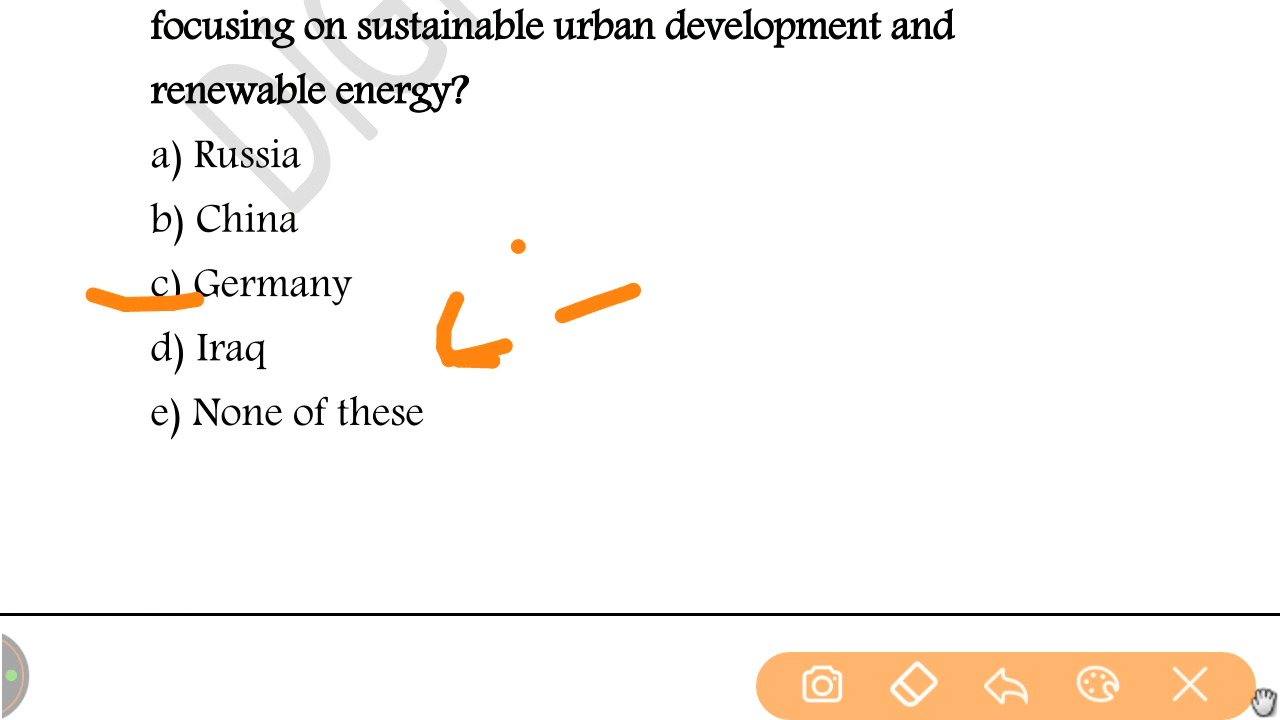 focusing on sustainable urban development and
renewable energy?
a) Russia
b) China
c) Germany
d) Iraq
e) None of these